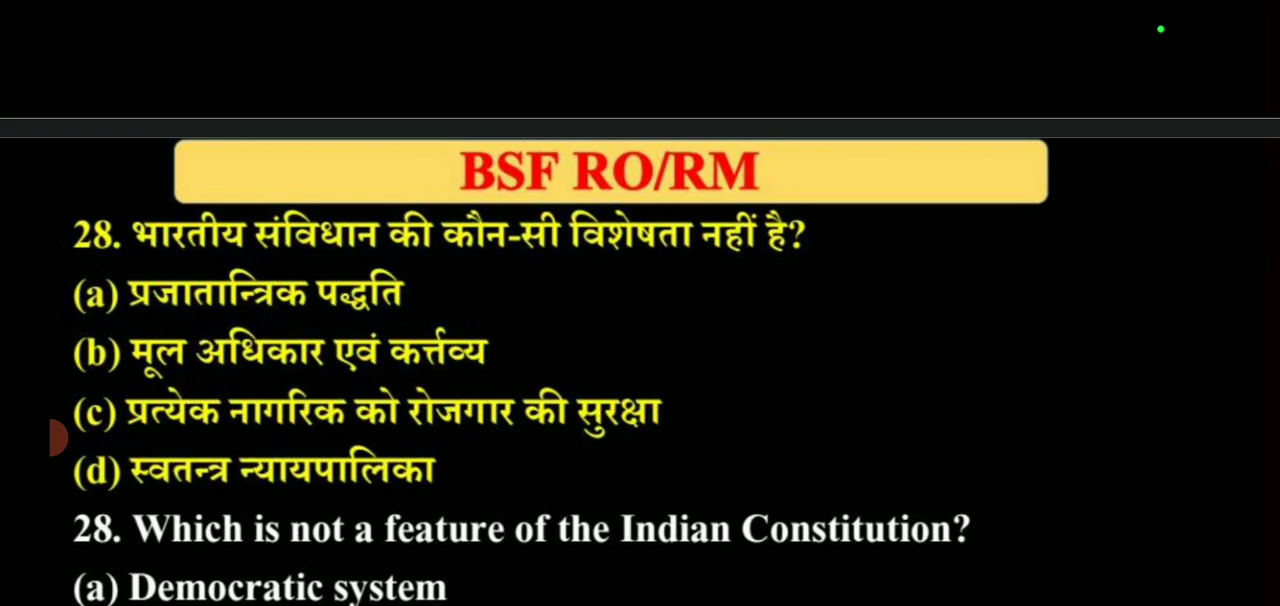 BSF RO/RM
28. भारतीय संविधान की कौन-सी विशेषता नहीं है?
(a) प्रजातान्त्रिक पद्धति
(b) मूल अधिकार एवं कर्त्तव्य
(c) प्रत्येक नागरिक को रोजगार की सुरक्षा
(d) स्वतन्त्र न्यायपालिका
28. Which is not a feature of the Indian Constitution?
(a) Democratic system